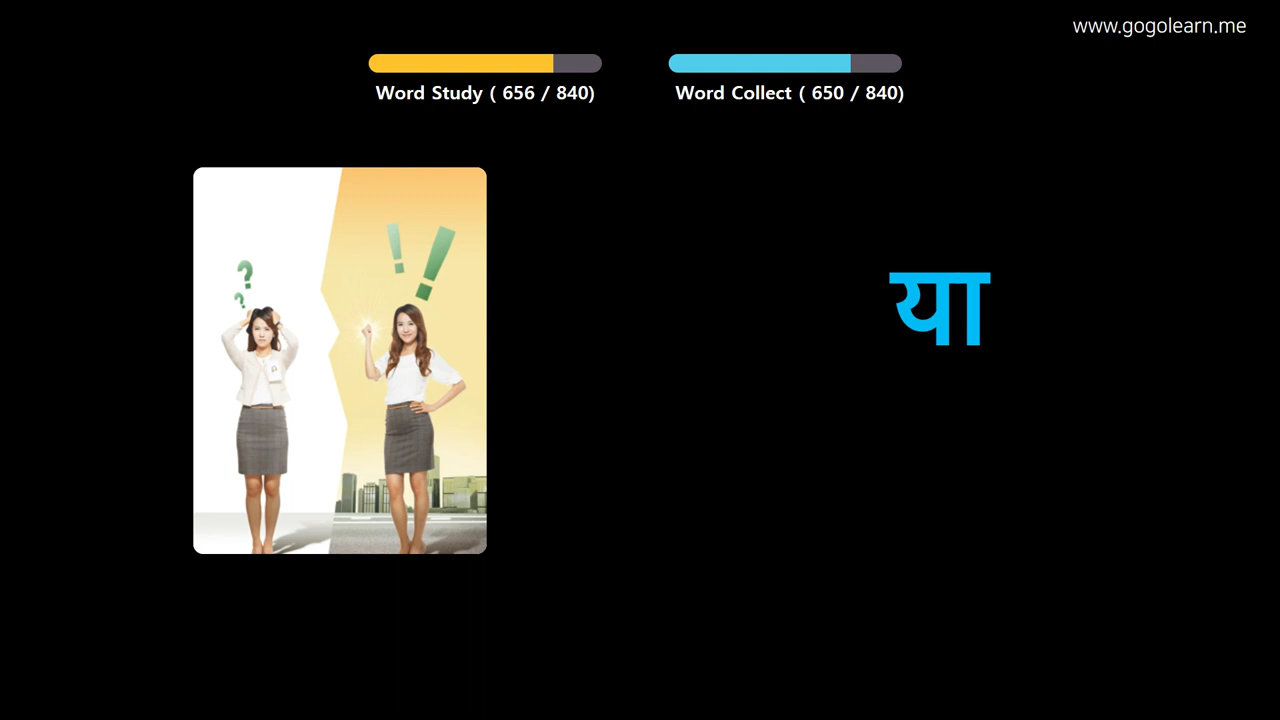 www.gogolearn.me
Word Study ( 656 / 840)
Word Collect ( 650 / 840)
? ?
! !
या